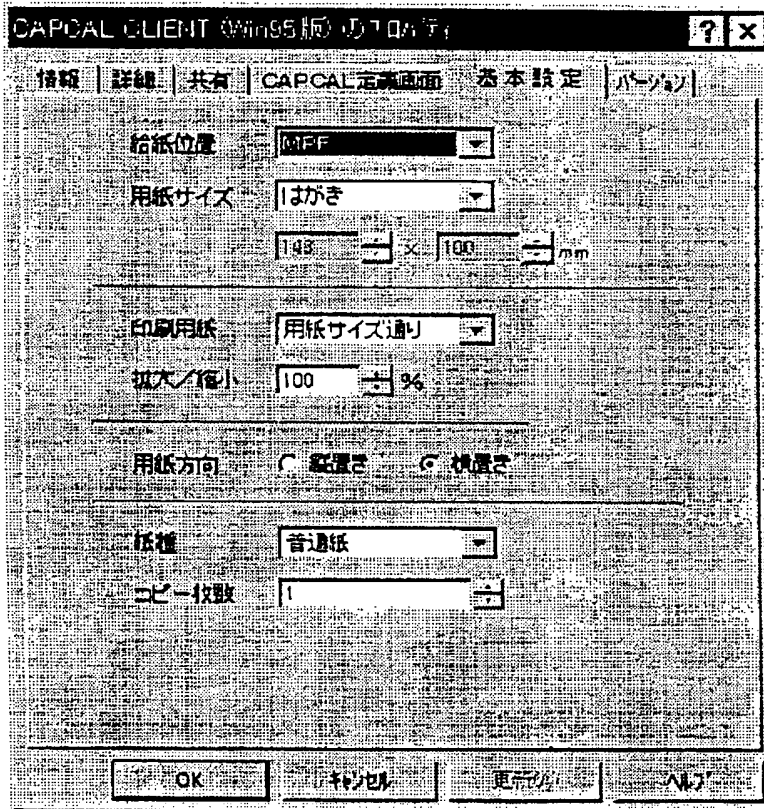 CAPCAL CLIENT (Win95版) のプロパティ
情報 詳細 共有 CAPCAL定義画面 基本設定 バージョン
給紙位置
用紙サイズ はがき
148 × 100 mm
印刷用紙 用紙サイズ通り
拡大／縮小 100 %
用紙方向 縦置き 横置き
紙種 普通紙
コピー枚数 1
OK キャンセル ヘルプ